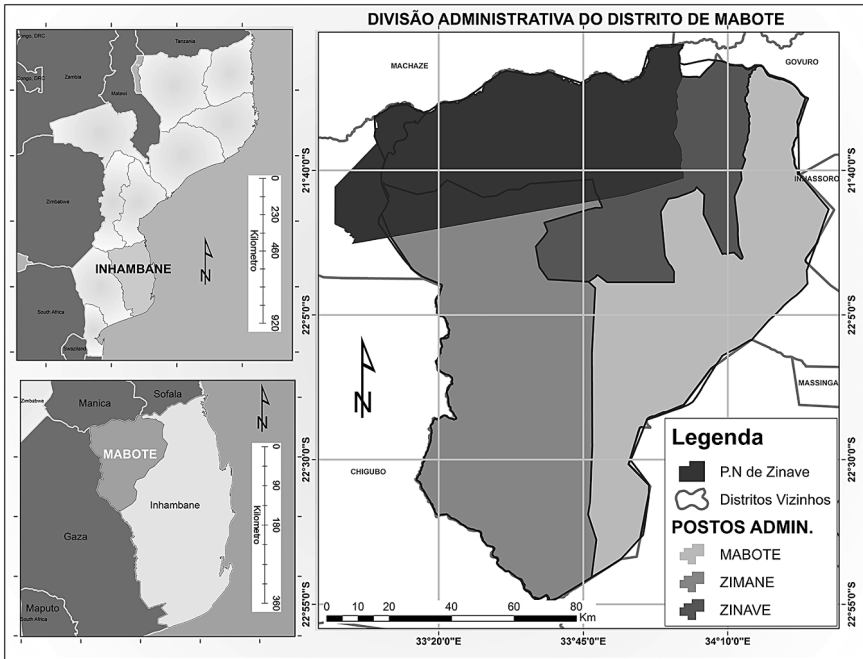 DIVISÃO ADMINISTRATIVA DO DISTRITO DE MABOTE
Congo, DRC
Tanzania
Congo, DRC
Zambia
Malawi
Zimbabwe
INHAMBANE
South Africa
Swaziland
N
0
230
460
920
Kilometro
Zimbabwe
Manica
Sofala
MABOTE
Inhambane
Gaza
Maputo
South Africa
N
0
90
180
360
Kilometro
MACHAZE
GOVURO
INHASSORO
MASSINGA
CHIGUBO
N
21°40'0"S
22°5'0"S
22°30'0"S
22°55'0"S
21°40'0"S
22°5'0"S
22°30'0"S
22°55'0"S
0 10 20 40 60 80
Km
33°20'0"E
33°45'0"E
34°10'0"E
Legenda
P.N de Zinave
Distritos Vizinhos
POSTOS ADMIN.
MABOTE
ZIMANE
ZINAVE